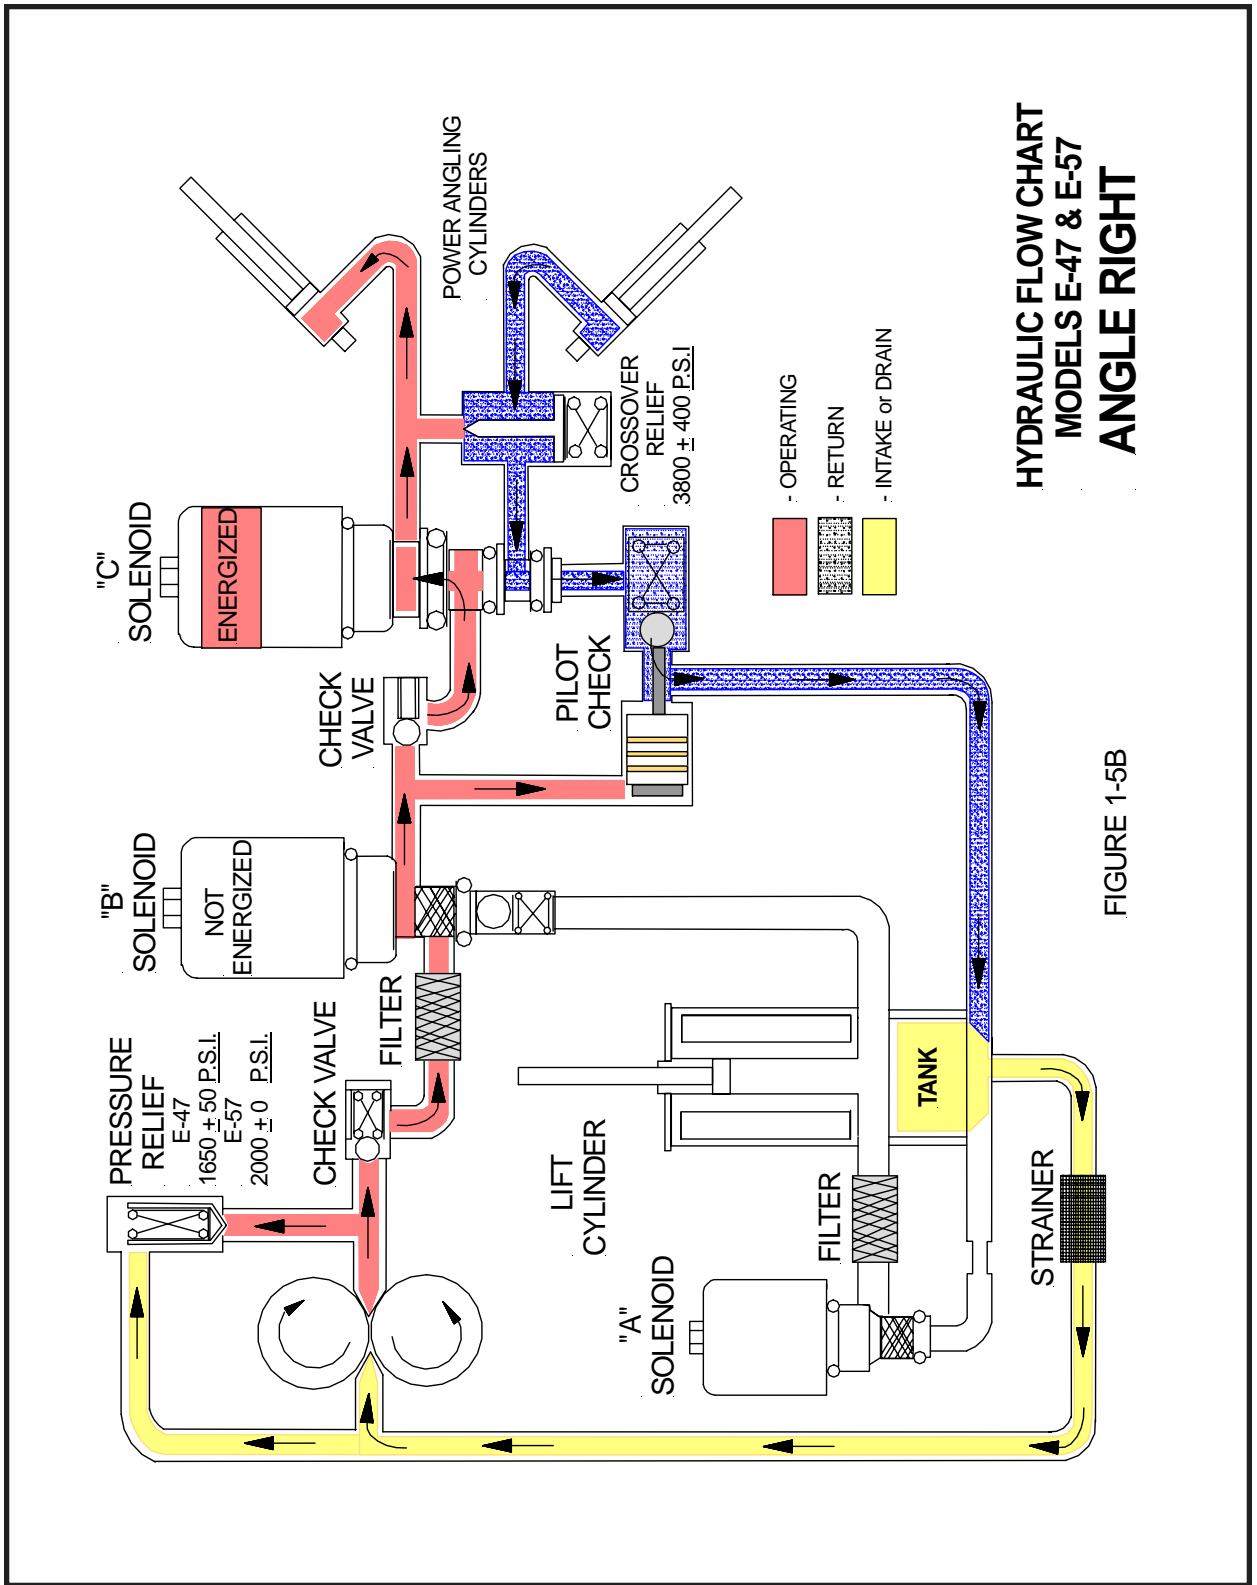 PRESSURE
RELIEF
E-47
1650 ± 50 P.S.I.
E-57
2000 ± 0 P.S.I.
"B"
SOLENOID
NOT
ENERGIZED
"C"
SOLENOID
ENERGIZED
CHECK VALVE
FILTER
CHECK
VALVE
POWER ANGLING
CYLINDERS
LIFT
CYLINDER
PILOT
CHECK
CROSSOVER
RELIEF
3800 ± 400 P.S.I
"A"
SOLENOID
FILTER
TANK
- OPERATING
- RETURN
- INTAKE or DRAIN
STRAINER
FIGURE 1-5B
HYDRAULIC FLOW CHART
MODELS E-47 & E-57
ANGLE RIGHT